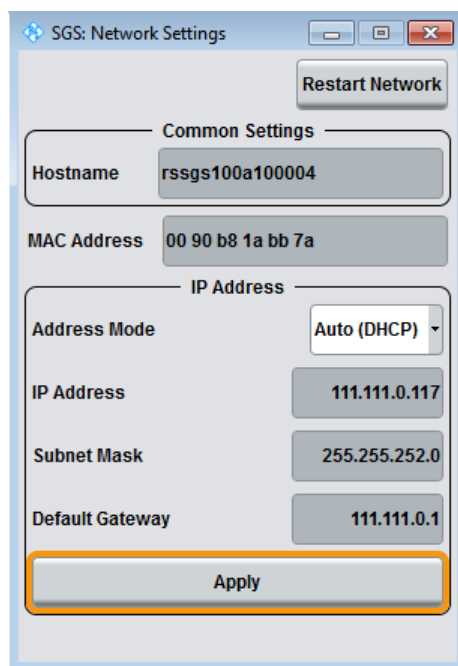 SGS: Network Settings
Restart Network
Common Settings
Hostname rssgs100a100004
MAC Address 00 90 b8 1a bb 7a
IP Address
Address Mode Auto (DHCP)
IP Address 111.111.0.117
Subnet Mask 255.255.252.0
Default Gateway 111.111.0.1
Apply